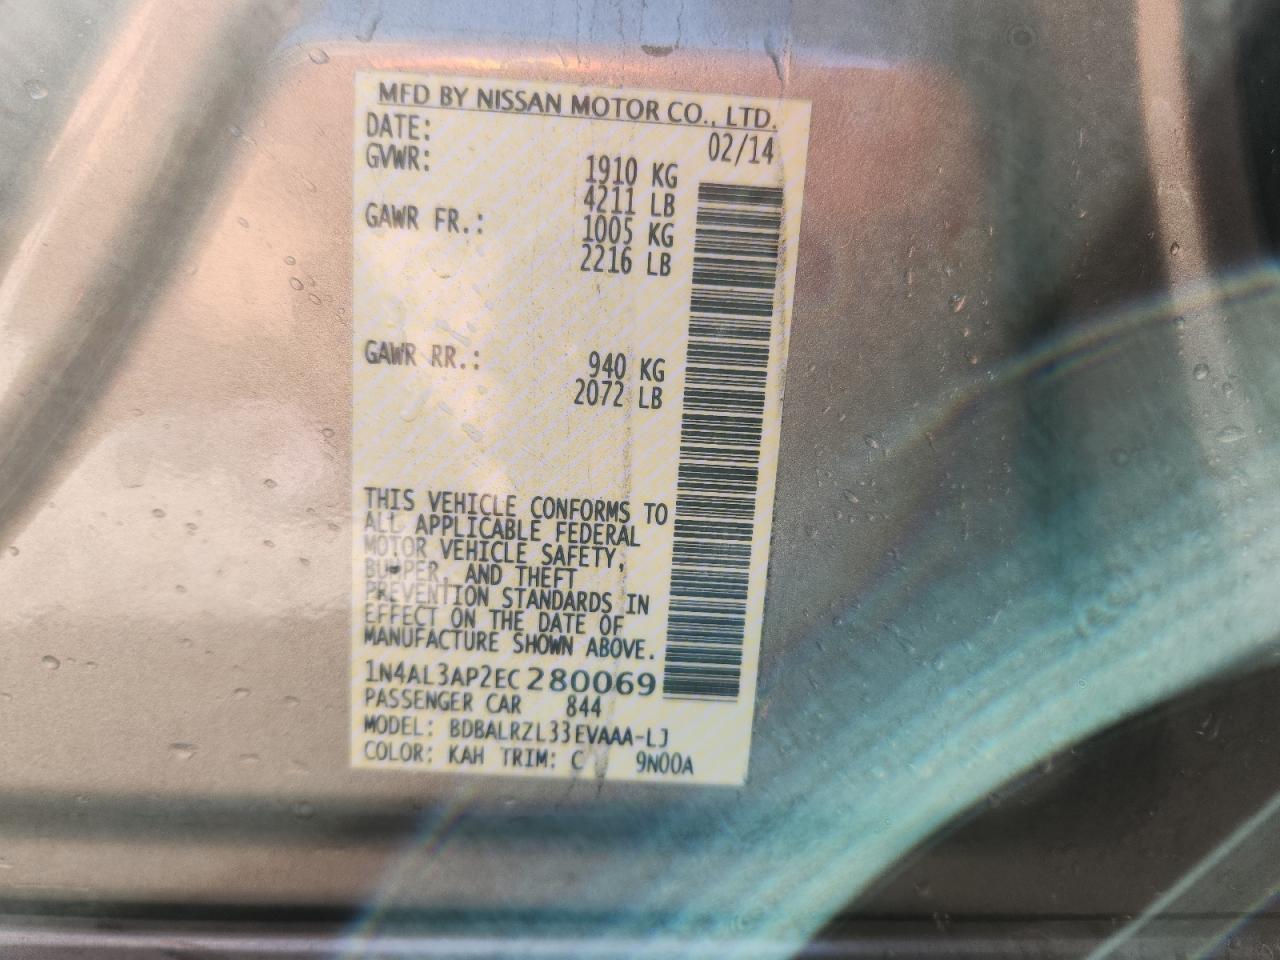 MFD BY NISSAN MOTOR CO., LTD.
DATE: 02/14
GVWR: 1910 KG
4211 LB
GAWR FR.: 1005 KG
2216 LB
GAWR RR.: 940 KG
2072 LB
THIS VEHICLE CONFORMS TO
ALL APPLICABLE FEDERAL
MOTOR VEHICLE SAFETY,
BUMPER, AND THEFT
PREVENTION STANDARDS IN
EFFECT ON THE DATE OF
MANUFACTURE SHOWN ABOVE.
1N4AL3AP2EC280069
PASSENGER CAR 844
MODEL: BDBALRZL33EVAAA-LJ
COLOR: KAH TRIM: C 9N00A